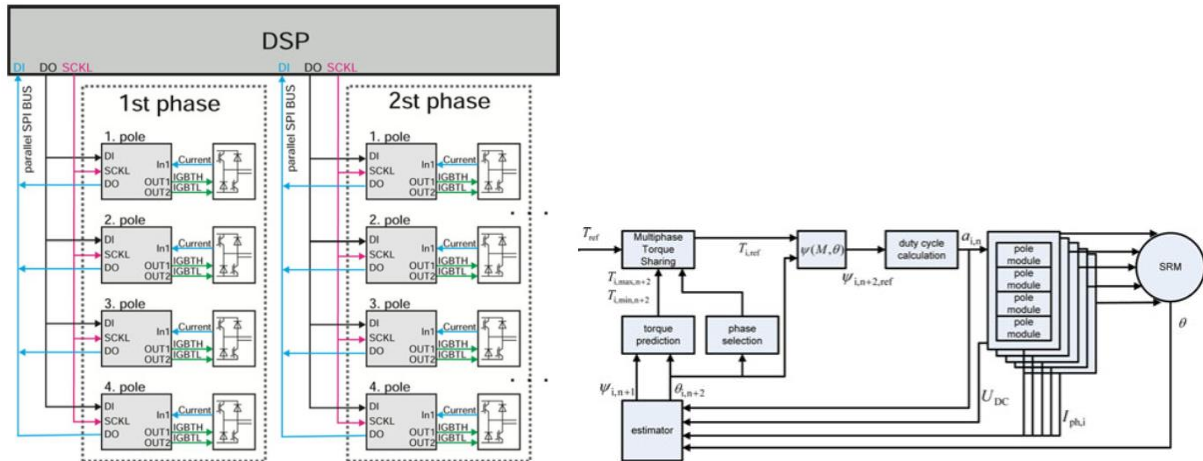 DSP
DI DO SCKL DI DO SCKL
parallel SPI BUS
1st phase
1. pole
DI
SCKL
DO
In1
OUT1
OUT2
Current
IGBTH
IGBTL
2. pole
DI
SCKL
DO
In1
OUT1
OUT2
Current
IGBTH
IGBTL
3. pole
DI
SCKL
DO
In1
OUT1
OUT2
Current
IGBTH
IGBTL
4. pole
DI
SCKL
DO
In1
OUT1
OUT2
Current
IGBTH
IGBTL
parallel SPI BUS
2st phase
1. pole
DI
SCKL
DO
In1
OUT1
OUT2
Current
IGBTH
IGBTL
2. pole
DI
SCKL
DO
In1
OUT1
OUT2
Current
IGBTH
IGBTL
3. pole
DI
SCKL
DO
In1
OUT1
OUT2
Current
IGBTH
IGBTL
4. pole
DI
SCKL
DO
In1
OUT1
OUT2
Current
IGBTH
IGBTL
T_ref
Multiphase
Torque
Sharing
T_i,ref
ψ(M,θ)
ψ_i,n+2,ref
duty cycle
calculation
a_i,n
pole
module
pole
module
pole
module
pole
module
SRM
θ
T_i,max,n+2
T_i,min,n+2
torque
prediction
phase
selection
ψ_i,n+1
θ_i,n+2
estimator
U_DC
I_ph,i